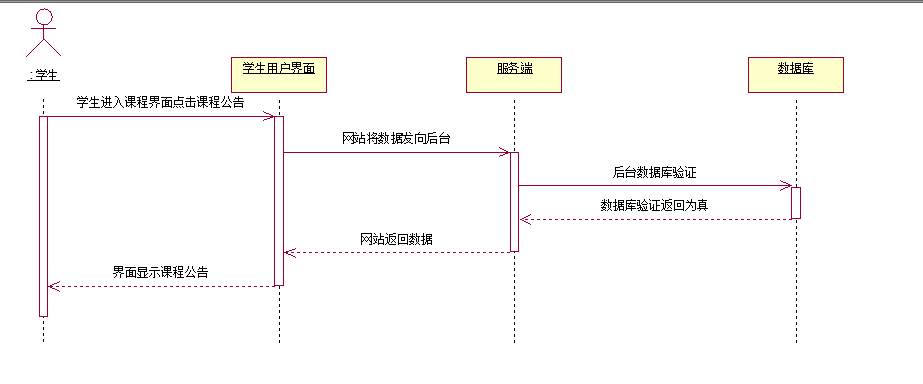 :学生
学生用户界面
服务端
数据库
学生进入课程界面点击课程公告
网站将数据发向后台
后台数据库验证
数据库验证返回为真
网站返回数据
界面显示课程公告